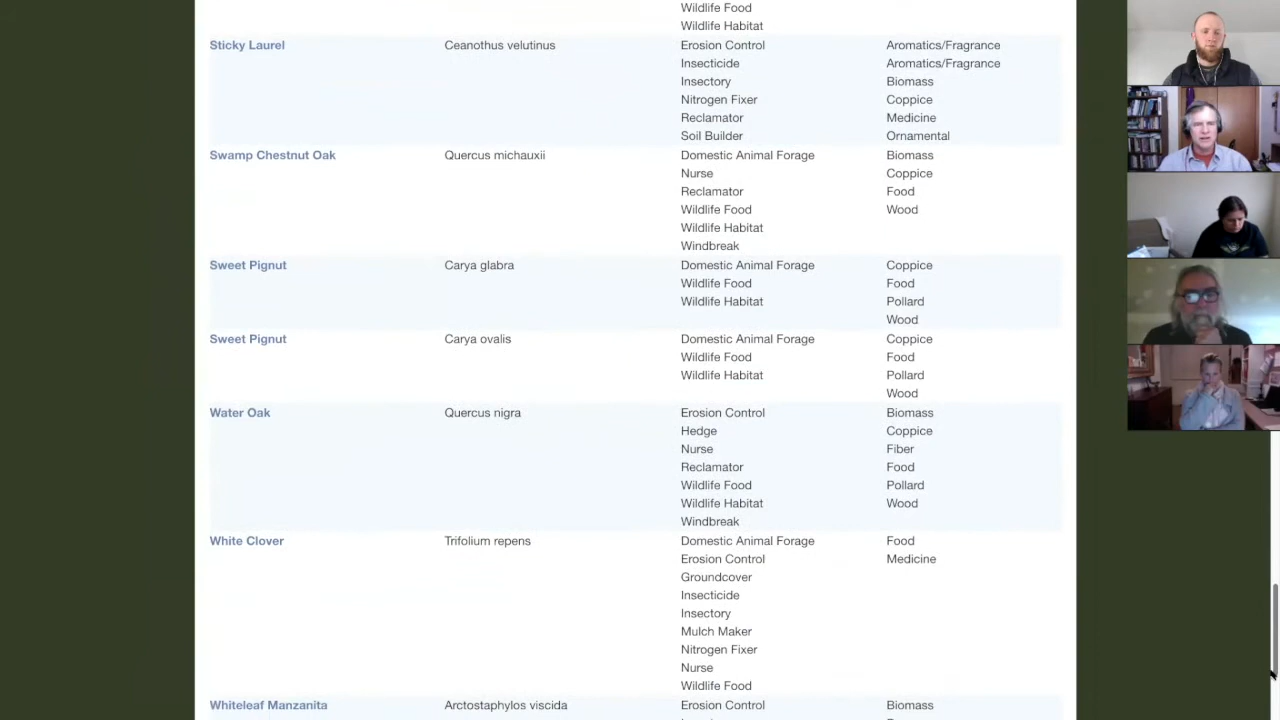 Wildlife Food
Wildlife Habitat
Sticky Laurel Ceanothus velutinus Erosion Control Aromatics/Fragrance
Insecticide Aromatics/Fragrance
Insectory Biomass
Nitrogen Fixer Coppice
Reclamator Medicine
Soil Builder Ornamental
Swamp Chestnut Oak Quercus michauxii Domestic Animal Forage Biomass
Nurse Coppice
Reclamator Food
Wildlife Food Wood
Wildlife Habitat
Windbreak
Sweet Pignut Carya glabra Domestic Animal Forage Coppice
Wildlife Food Food
Wildlife Habitat Pollard
Wood
Sweet Pignut Carya ovalis Domestic Animal Forage Coppice
Wildlife Food Food
Wildlife Habitat Pollard
Wood
Water Oak Quercus nigra Erosion Control Biomass
Hedge Coppice
Nurse Fiber
Reclamator Food
Wildlife Food Pollard
Wildlife Habitat Wood
Windbreak
White Clover Trifolium repens Domestic Animal Forage Food
Erosion Control Medicine
Groundcover
Insecticide
Insectory
Mulch Maker
Nitrogen Fixer
Nurse
Wildlife Food
Whiteleaf Manzanita Arctostaphylos viscida Erosion Control Biomass